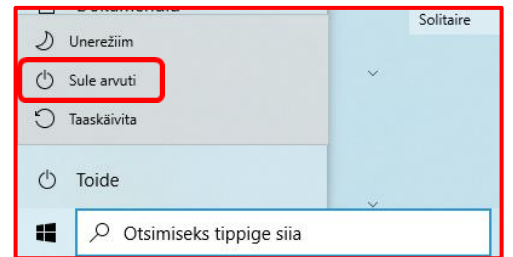 Solitaire
Unerežiim
Sule arvuti
Taaskäivita
Toide
Otsimiseks tippige siia